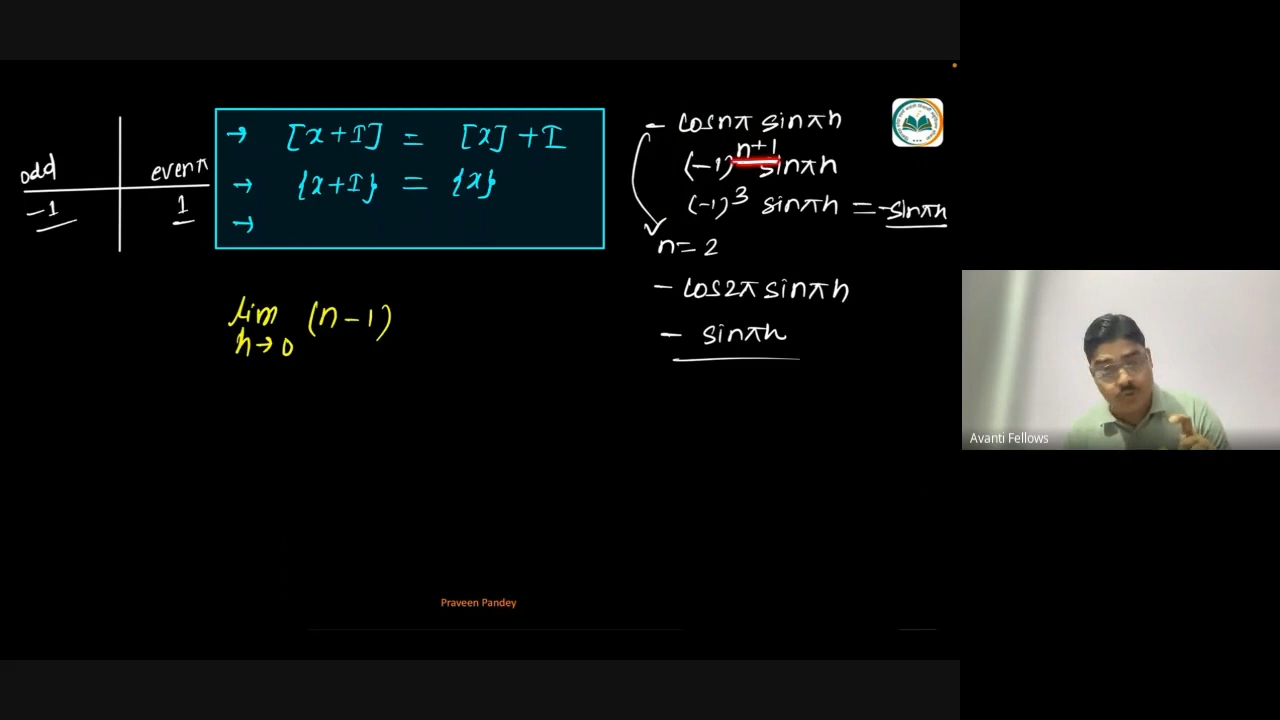 odd
even π
-1
1
→ [x+I] = [x]+I
→ {x+I} = {x}
→
lim (n-1)
h→0
- cosnπ sinπh
(-1)^{n+1} sinπh
(-1)^3 sinπh = -sinπh
n=2
- cos2π sinπh
- sinπh
Praveen Pandey
Avanti Fellows